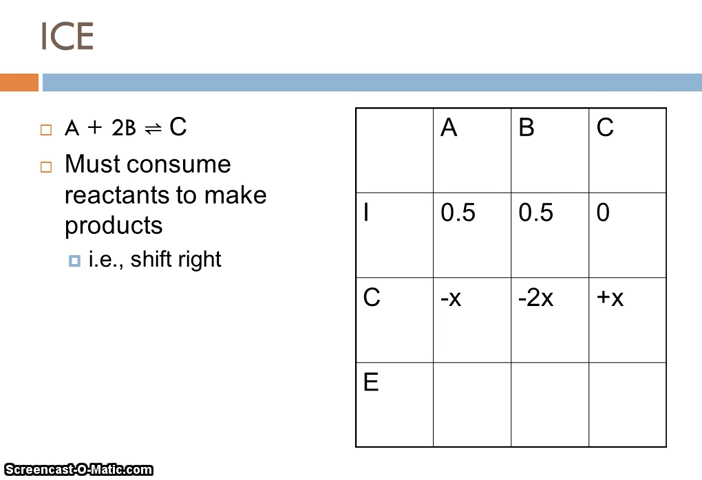 ICE
A + 2B ⇌ C
Must consume
reactants to make
products
i.e., shift right
A B C
I 0.5 0.5 0
C -x -2x +x
E
Screencast-O-Matic.com